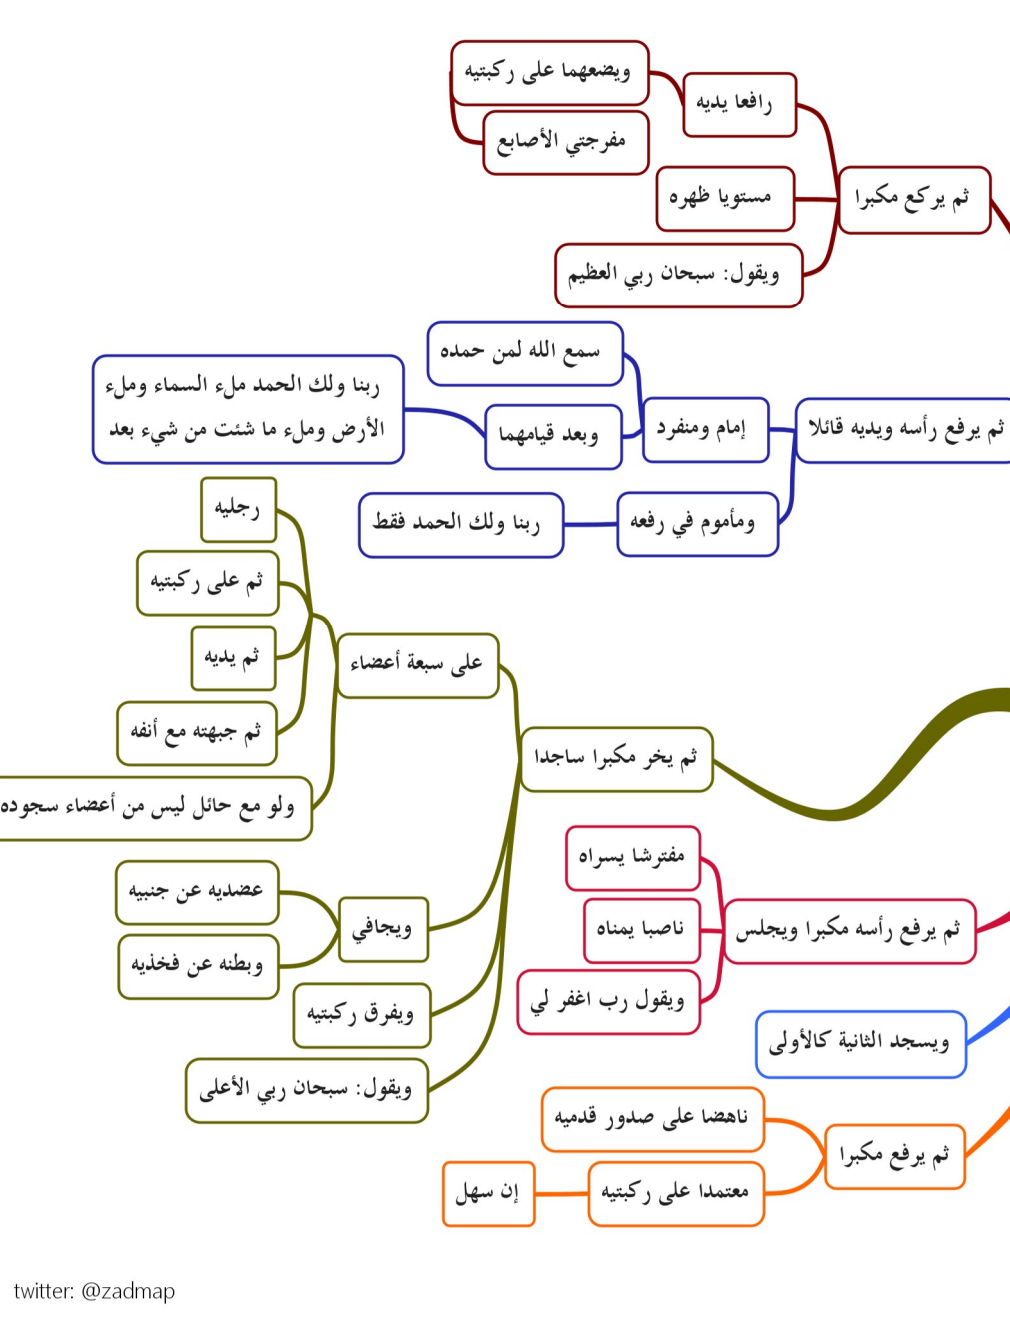 ثم يركع مكبرا
رافعا يديه
ويضعهما على ركبتيه
مفرجتي الأصابع
مستويا ظهره
ويقول: سبحان ربي العظيم
ثم يرفع رأسه ويديه قائلا
إمام ومنفرد
سمع الله لمن حمده
وبعد قيامهما
ربنا ولك الحمد ملء السماء وملء
الأرض وملء ما شئت من شيء بعد
ومأموم في رفعه
ربنا ولك الحمد فقط
ثم يخر مكبرا ساجدا
على سبعة أعضاء
رجليه
ثم على ركبتيه
ثم يديه
ثم جبهته مع أنفه
ولو مع حائل ليس من أعضاء سجوده
ويجافي
عضديه عن جنبيه
وبطنه عن فخذيه
ويفرق ركبتيه
ويقول: سبحان ربي الأعلى
ثم يرفع رأسه مكبرا ويجلس
مفترشا يسراه
ناصبا يمناه
ويقول رب اغفر لي
ويسجد الثانية كالأولى
ثم يرفع مكبرا
ناهضا على صدور قدميه
معتمدا على ركبتيه
إن سهل
twitter: @zadmap